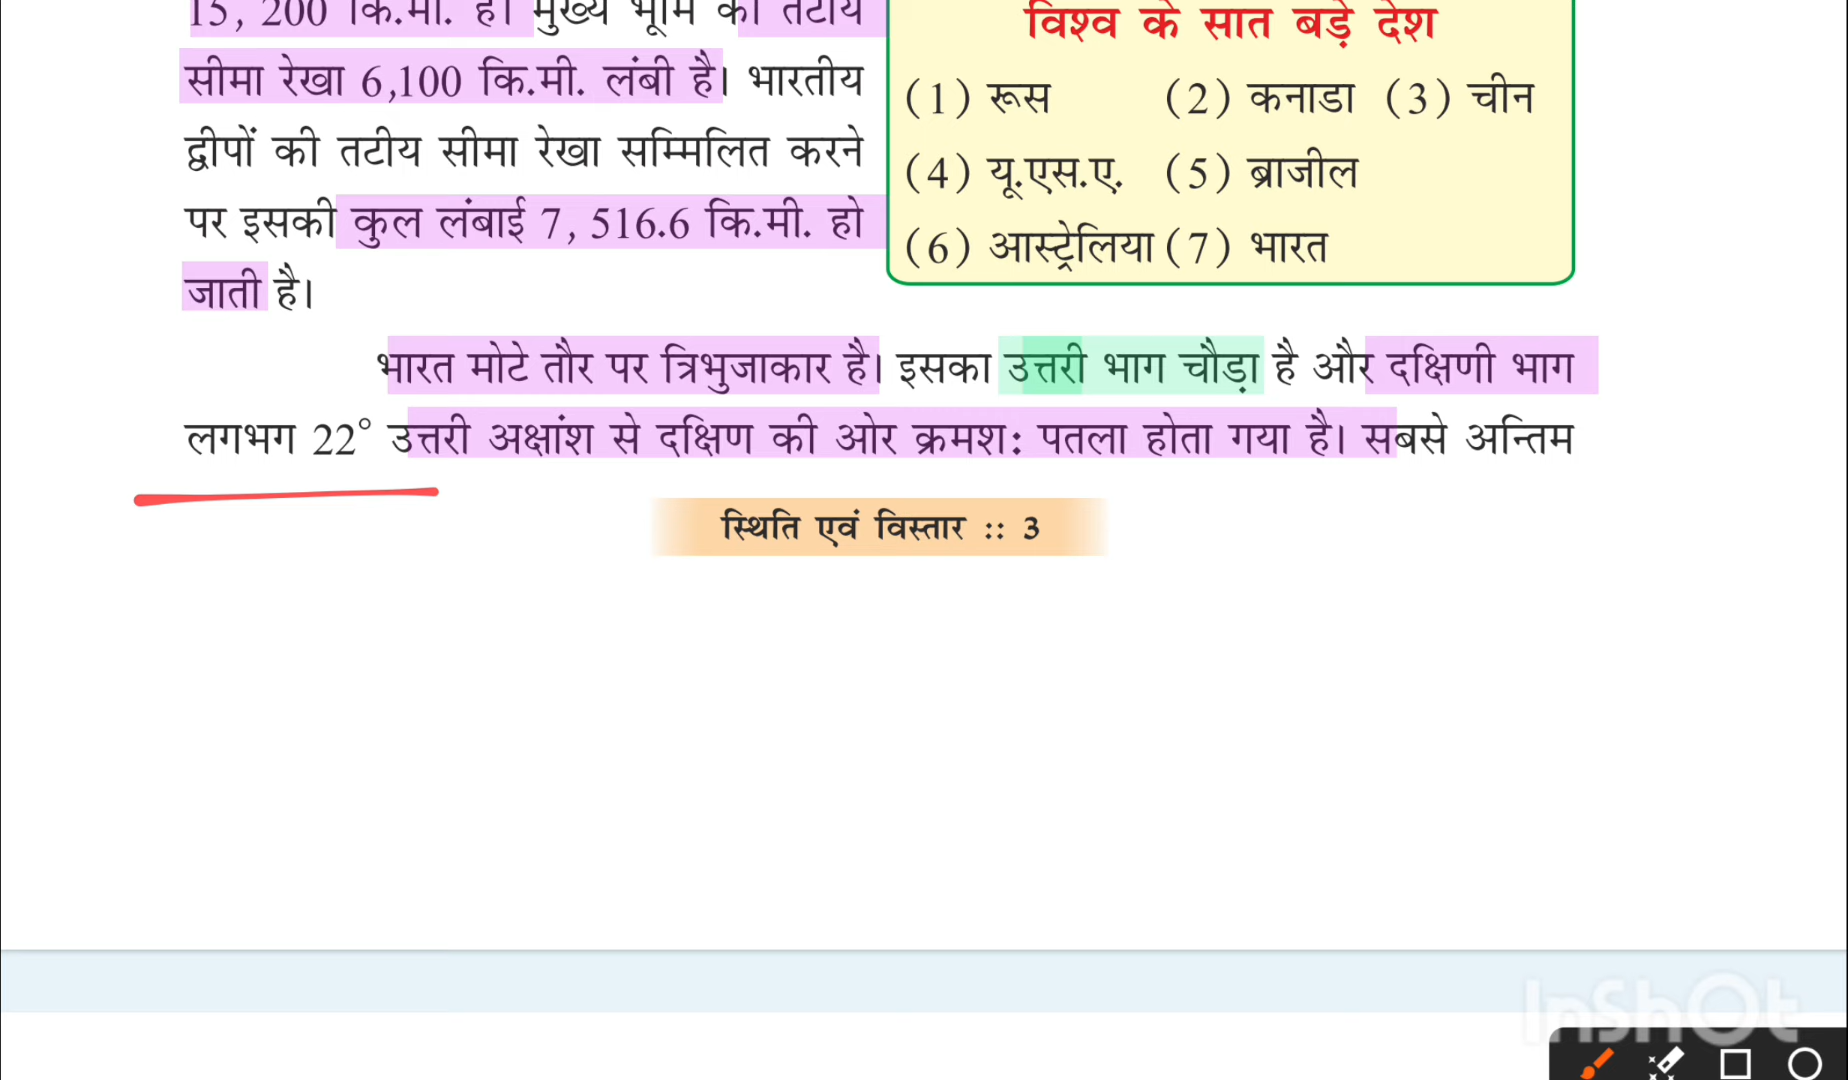 15, 200 कि.मी. है। मुख्य भूमि की तटीय
सीमा रेखा 6,100 कि.मी. लंबी है। भारतीय
द्वीपों की तटीय सीमा रेखा सम्मिलित करने
पर इसकी कुल लंबाई 7, 516.6 कि.मी. हो
जाती है।
विश्व के सात बड़े देश
(1) रूस (2) कनाडा (3) चीन
(4) यू.एस.ए. (5) ब्राजील
(6) आस्ट्रेलिया (7) भारत
भारत मोटे तौर पर त्रिभुजाकार है। इसका उत्तरी भाग चौड़ा है और दक्षिणी भाग
लगभग 22° उत्तरी अक्षांश से दक्षिण की ओर क्रमश: पतला होता गया है। सबसे अन्तिम
स्थिति एवं विस्तार :: 3
InShOt